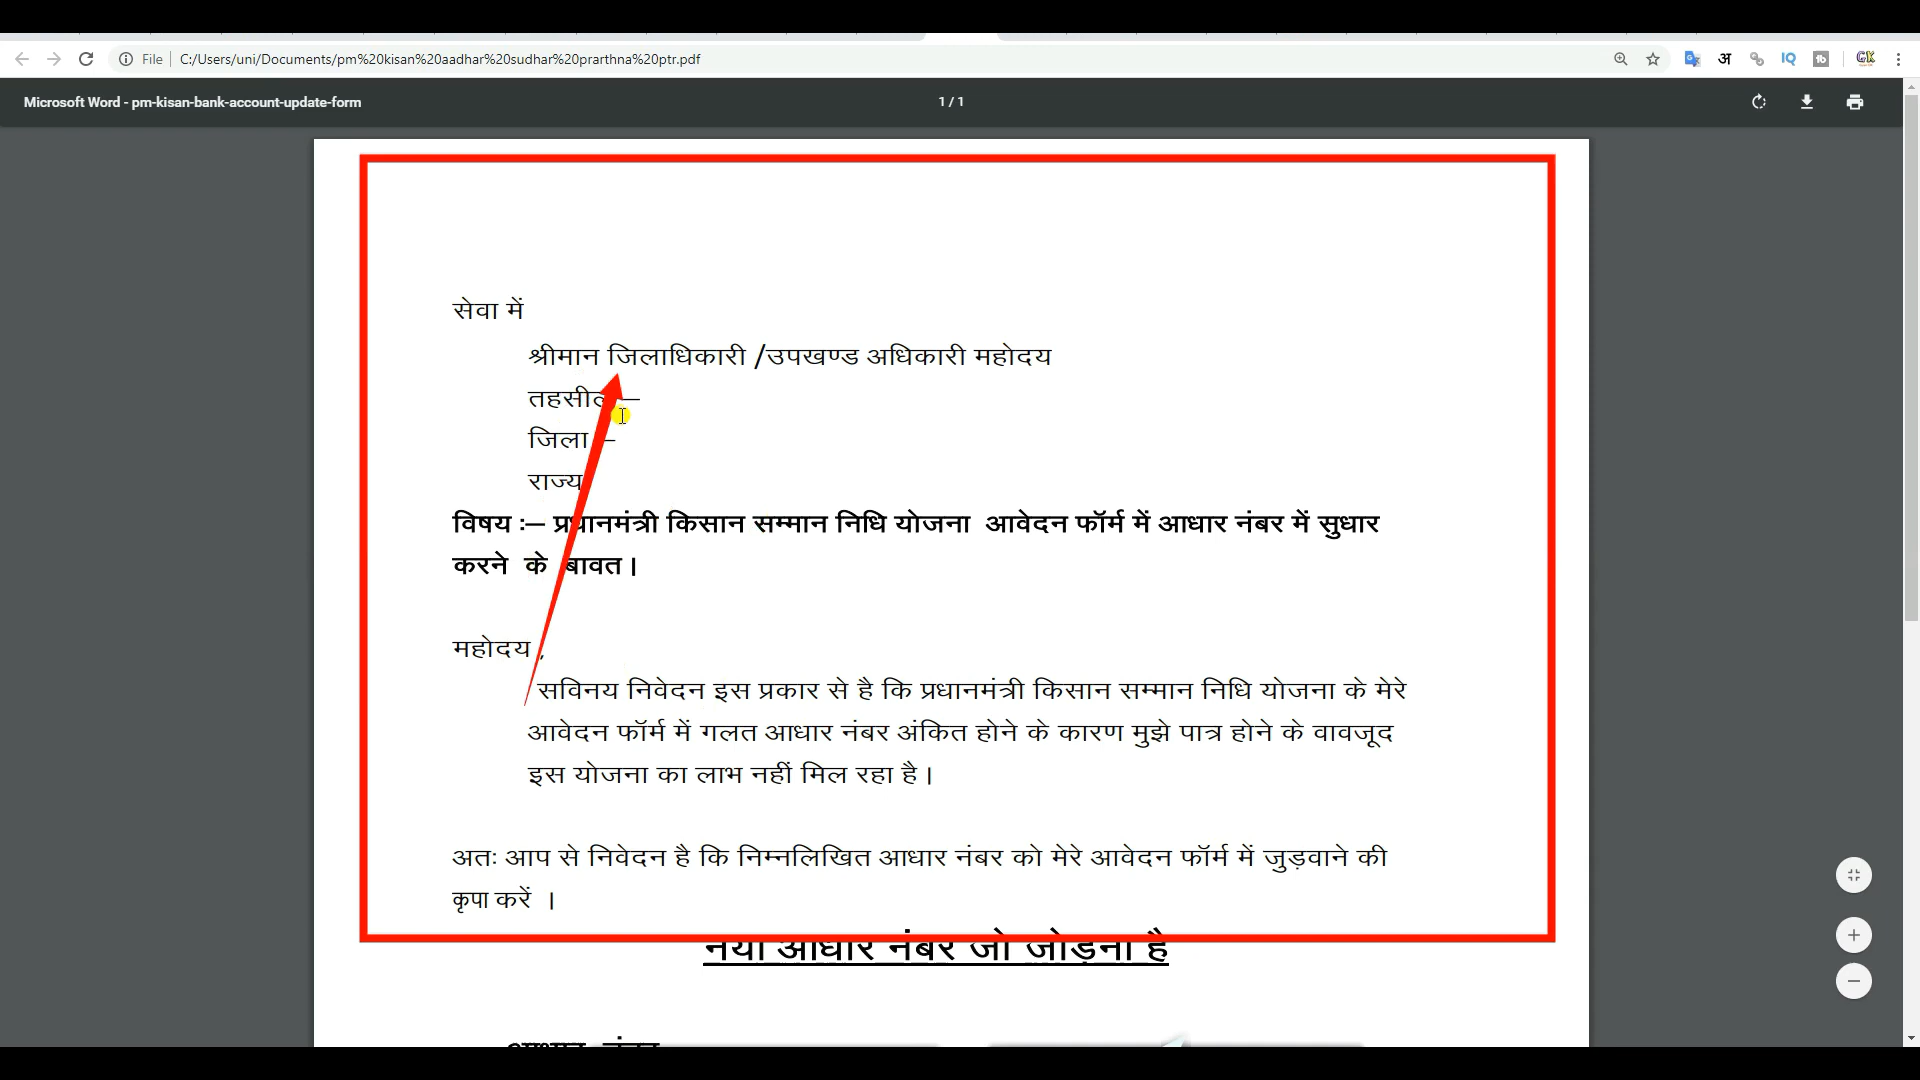 File
C:/Users/uni/Documents/pm%20kisan%20aadhar%20sudhar%20prarthna%20ptr.pdf
अ
IQ
GK
Microsoft Word - pm-kisan-bank-account-update-form
1 / 1
सेवा में
श्रीमान जिलाधिकारी /उपखण्ड अधिकारी महोदय
तहसील –
जिला –
राज्य
विषय :– प्रधानमंत्री किसान सम्मान निधि योजना आवेदन फॉर्म में आधार नंबर में सुधार
करने के बावत।
महोदय ,
सविनय निवेदन इस प्रकार से है कि प्रधानमंत्री किसान सम्मान निधि योजना के मेरे
आवेदन फॉर्म में गलत आधार नंबर अंकित होने के कारण मुझे पात्र होने के वावजूद
इस योजना का लाभ नहीं मिल रहा है।
अतः आप से निवेदन है कि निम्नलिखित आधार नंबर को मेरे आवेदन फॉर्म में जुड़वाने की
कृपा करें ।
नया आधार नंबर जो जोड़ना है